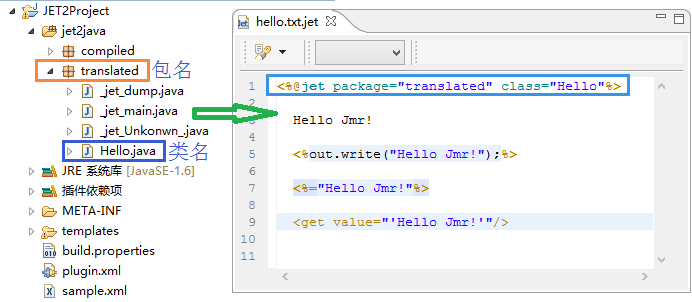 JET2Project
jet2java
compiled
translated 包名
_jet_dump.java
_jet_main.java
_jet_Unkonwn_.java
Hello.java 类名
JRE 系统库 [JavaSE-1.6]
插件依赖项
META-INF
templates
build.properties
plugin.xml
sample.xml
hello.txt.jet
1 <%@jet package="translated" class="Hello"%>
2
3 Hello Jmr!
4
5 <%out.write("Hello Jmr!");%>
6
7 <%="Hello Jmr!"%>
8
9 <get value="'Hello Jmr!'"/>
10
11